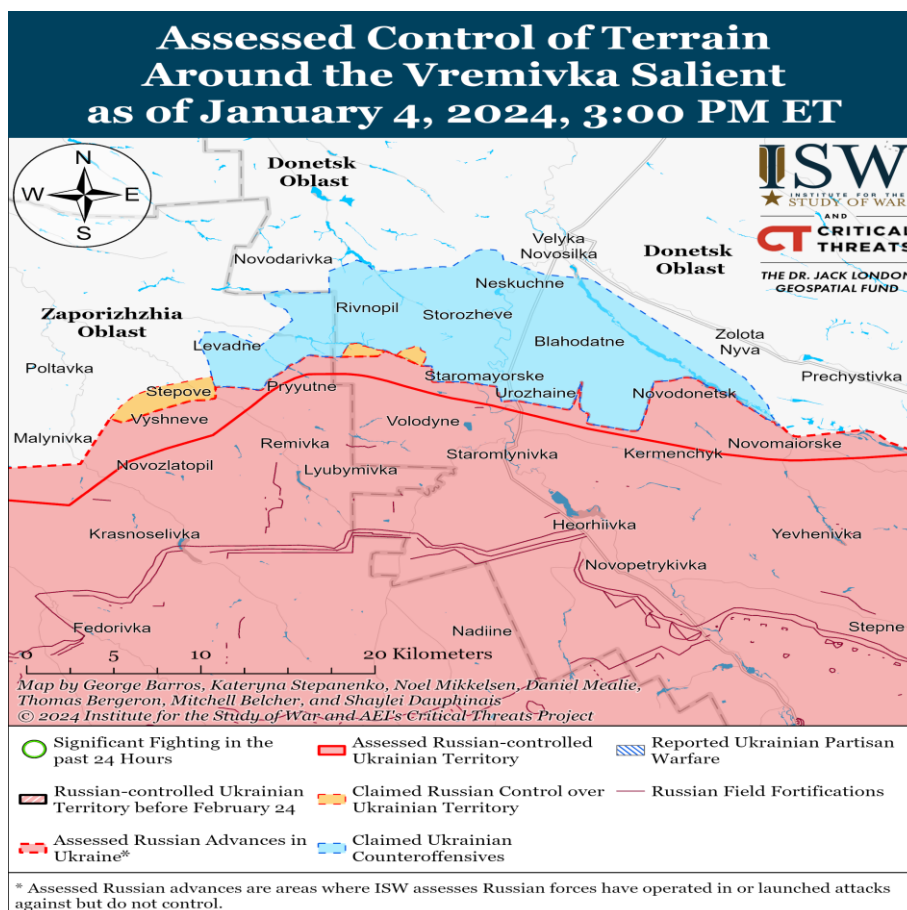 Assessed Control of Terrain
Around the Vremivka Salient
as of January 4, 2024, 3:00 PM ET
N
W E
S
Donetsk
Oblast
ISW
INSTITUTE FOR THE
STUDY OF WAR
AND
CT CRITICAL
THREATS
THE DR. JACK LONDON
GEOSPATIAL FUND
Velyka
Novosilka
Donetsk
Oblast
Novodarivka
Neskuchne
Zaporizhzhia
Oblast
Rivnopil
Storozheve
Levadne
Blahodatne
Zolota
Nyva
Poltavka
Prechystivka
Staromayorske
Pryyutne
Stepove
Urozhaine
Novodonetsk
Vyshneve
Volodyne
Malynivka
Remivka
Novomaiorske
Staromlynivka
Kermenchyk
Novozlatopil
Lyubymivka
Heorhiivka
Krasnoselivka
Yevhenivka
Novopetrykivka
Fedorivka
Nadiine
Stepne
0 5 10 20 Kilometers
Map by George Barros, Kateryna Stepanenko, Noel Mikkelsen, Daniel Mealie,
Thomas Bergeron, Mitchell Belcher, and Shaylei Dauphinais
© 2024 Institute for the Study of War and AEI's Critical Threats Project
Significant Fighting in the
past 24 Hours
Russian-controlled Ukrainian
Territory before February 24
Assessed Russian Advances in
Ukraine*
Assessed Russian-controlled
Ukrainian Territory
Claimed Russian Control over
Ukrainian Territory
Claimed Ukrainian
Counteroffensives
Reported Ukrainian Partisan
Warfare
Russian Field Fortifications
* Assessed Russian advances are areas where ISW assesses Russian forces have operated in or launched attacks
against but do not control.